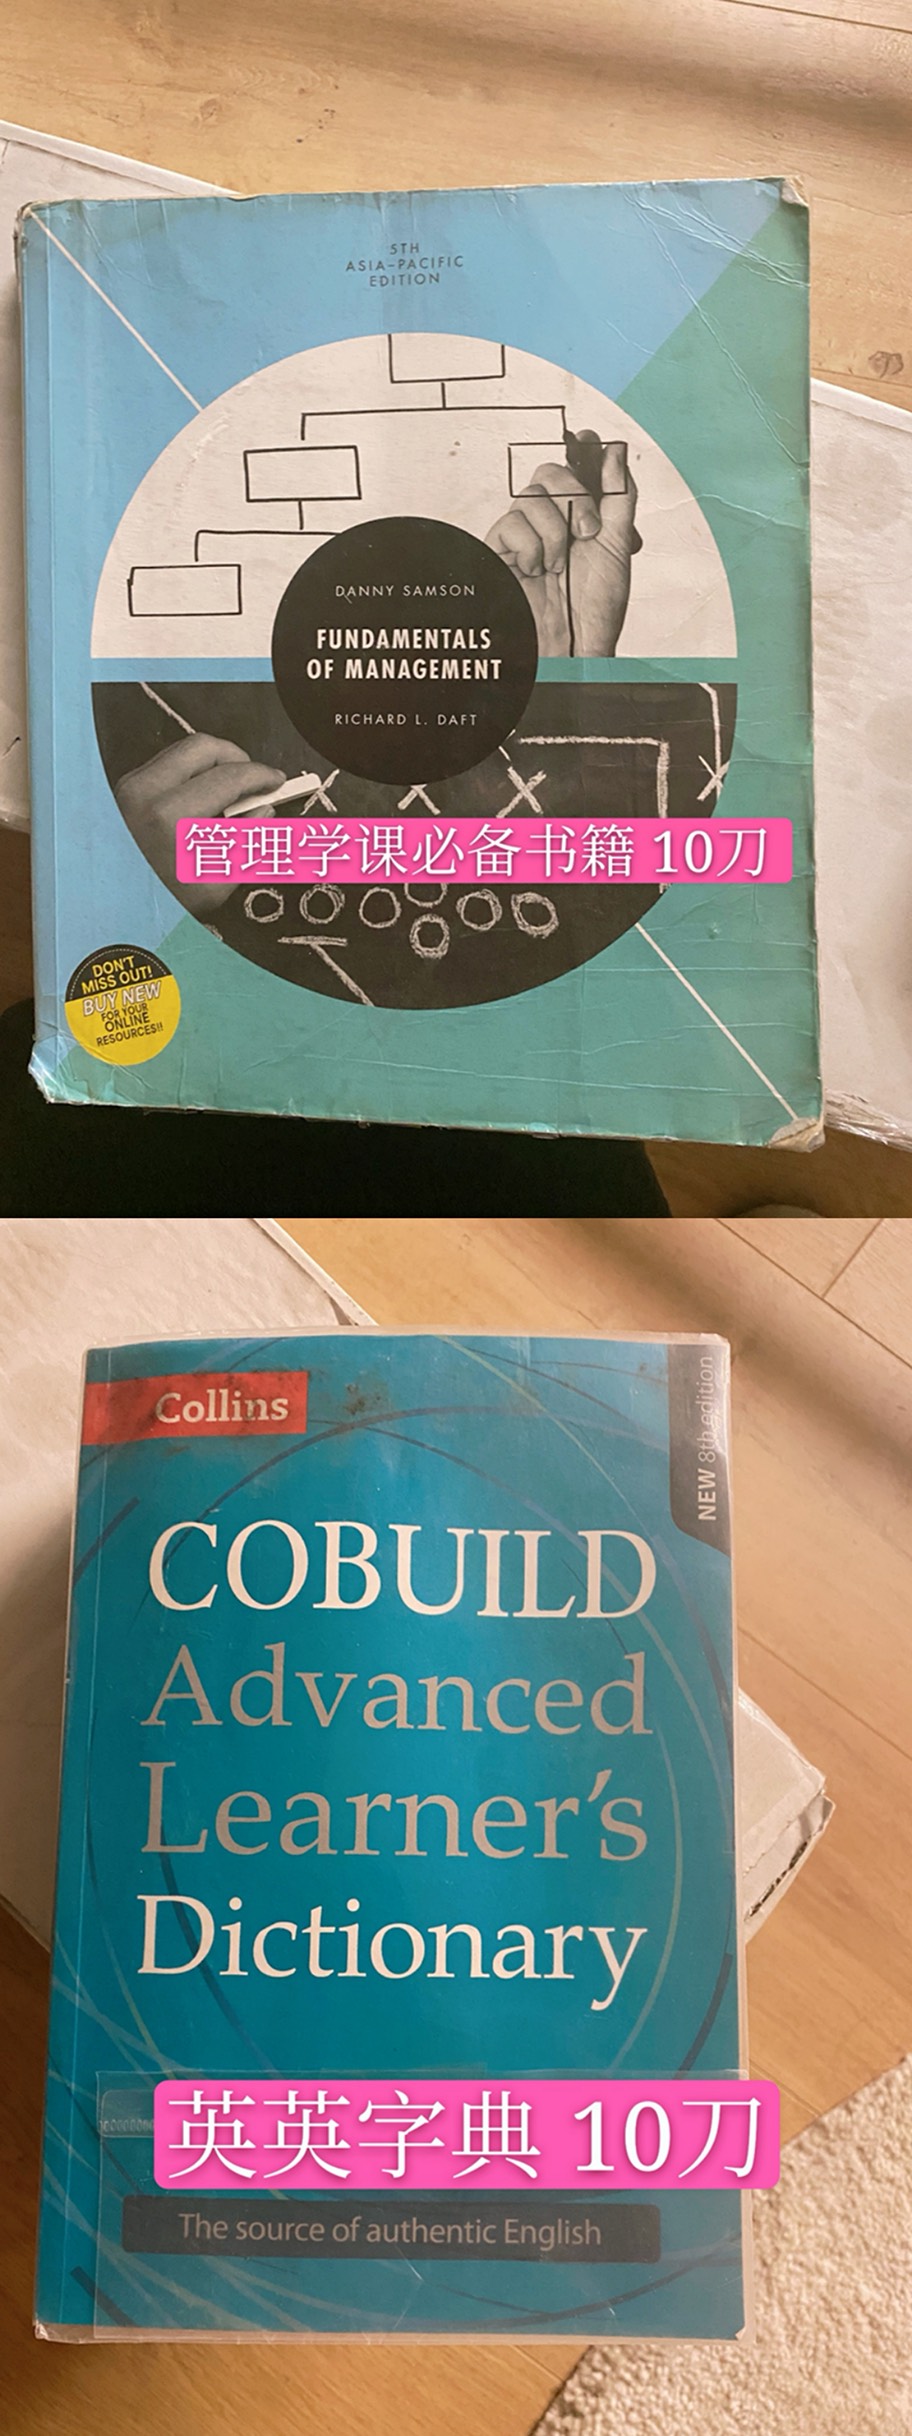 5TH
ASIA-PACIFIC
EDITION
DANNY SAMSON
FUNDAMENTALS
OF MANAGEMENT
RICHARD L. DAFT
管理学课必备书籍 10刀
DON'T
MISS OUT!
BUY NEW
FOR YOUR
ONLINE
RESOURCES!!
Collins
NEW 8th edition
COBUILD
Advanced
Learner's
Dictionary
英英字典 10刀
The source of authentic English